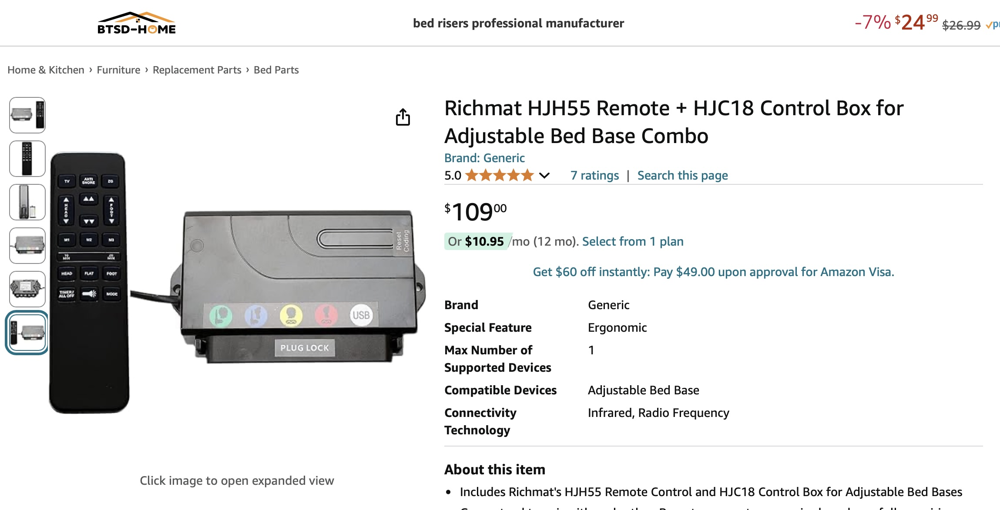 BTSD-HOME
bed risers professional manufacturer
-7% $24.99 $26.99
Home & Kitchen › Furniture › Replacement Parts › Bed Parts
Richmat HJH55 Remote + HJC18 Control Box for
Adjustable Bed Base Combo
Brand: Generic
5.0 7 ratings | Search this page
$109.00
Or $10.95 /mo (12 mo). Select from 1 plan
Get $60 off instantly: Pay $49.00 upon approval for Amazon Visa.
Brand Generic
Special Feature Ergonomic
Max Number of 1
Supported Devices
Compatible Devices Adjustable Bed Base
Connectivity Infrared, Radio Frequency
Technology
About this item
• Includes Richmat's HJH55 Remote Control and HJC18 Control Box for Adjustable Bed Bases
TV ANTI SNORE ZG
HEAD FOOT
M1 M2 M3
10 MIN 20 MIN
HEAD FLAT FOOT
TIMER/ ALL OFF MODE
Reset
Coding
USB
PLUG LOCK
Click image to open expanded view